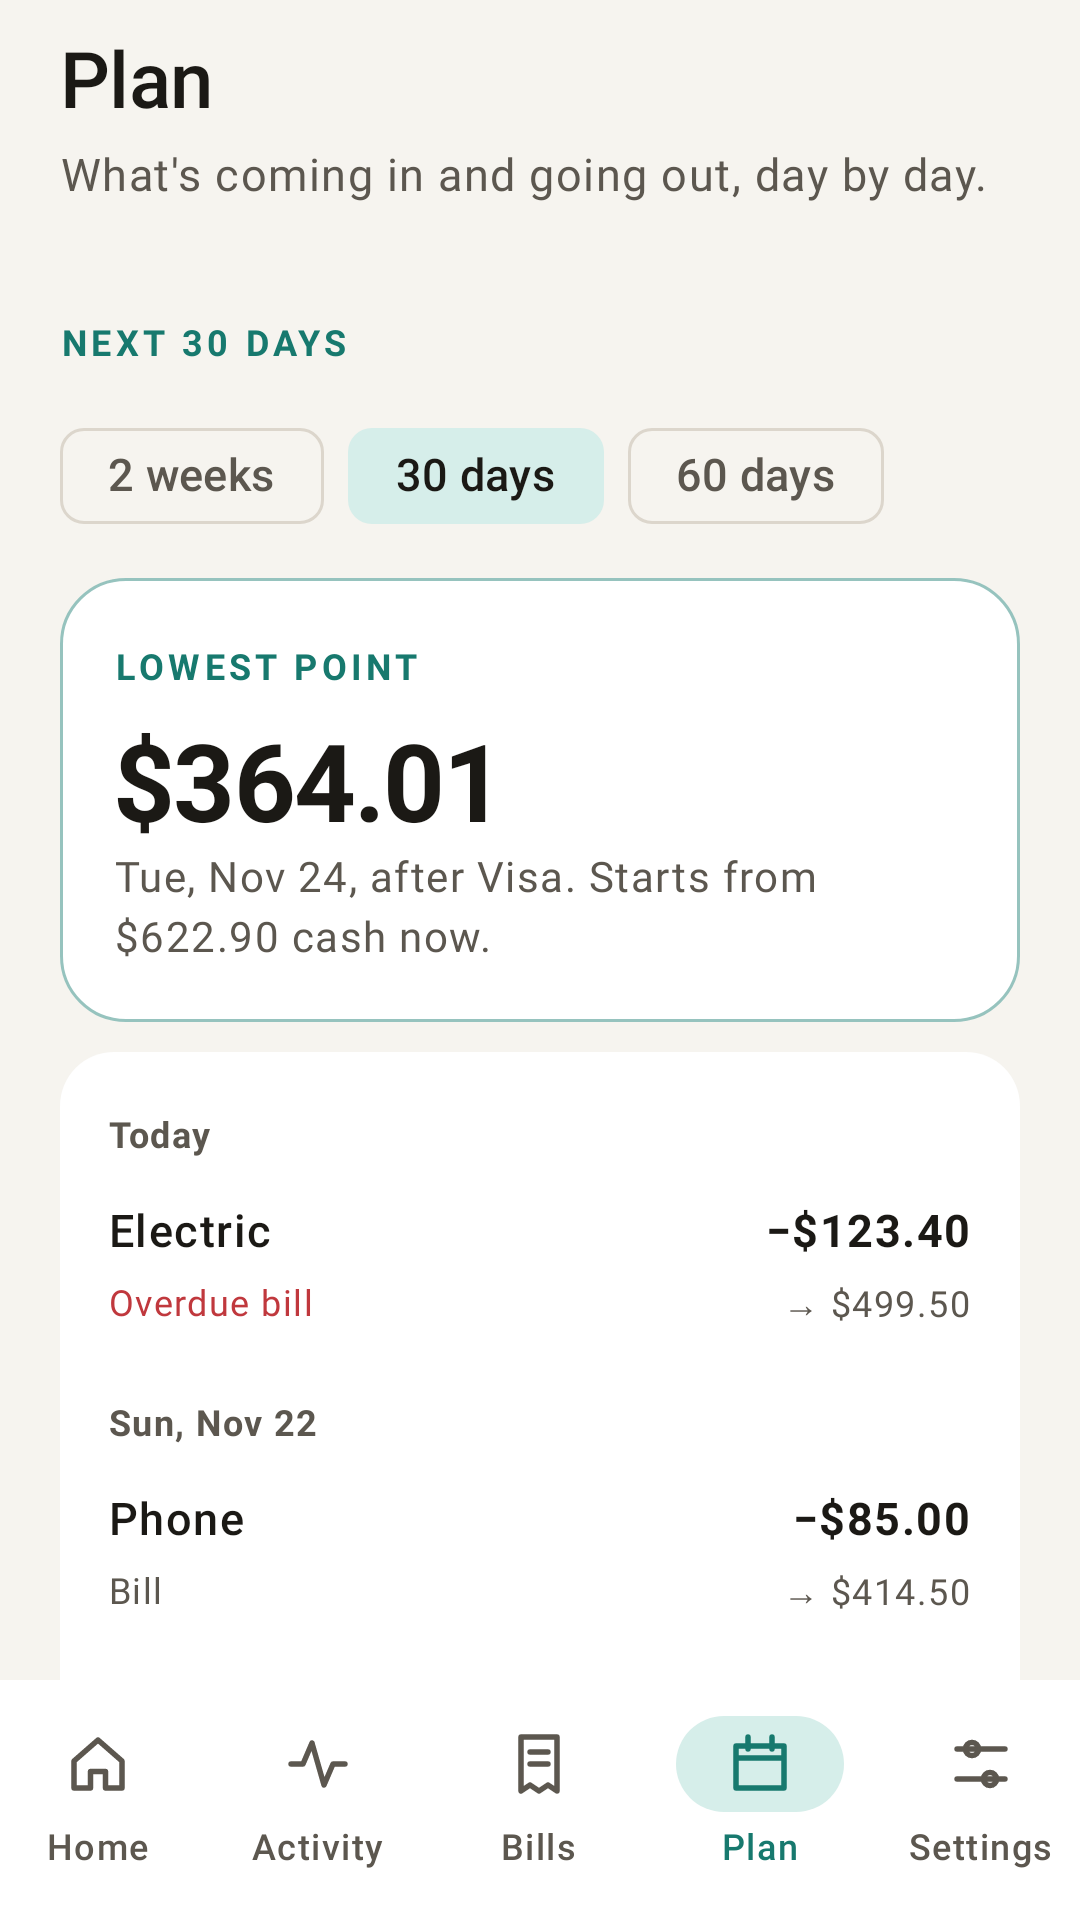 Plan
What's coming in and going out, day by day.
NEXT 30 DAYS
2 weeks
30 days
60 days
LOWEST POINT
$364.01
Tue, Nov 24, after Visa. Starts from
$622.90 cash now.
Today
Electric
−$123.40
Overdue bill
→ $499.50
Sun, Nov 22
Phone
−$85.00
Bill
→ $414.50
Home
Activity
Bills
Plan
Settings